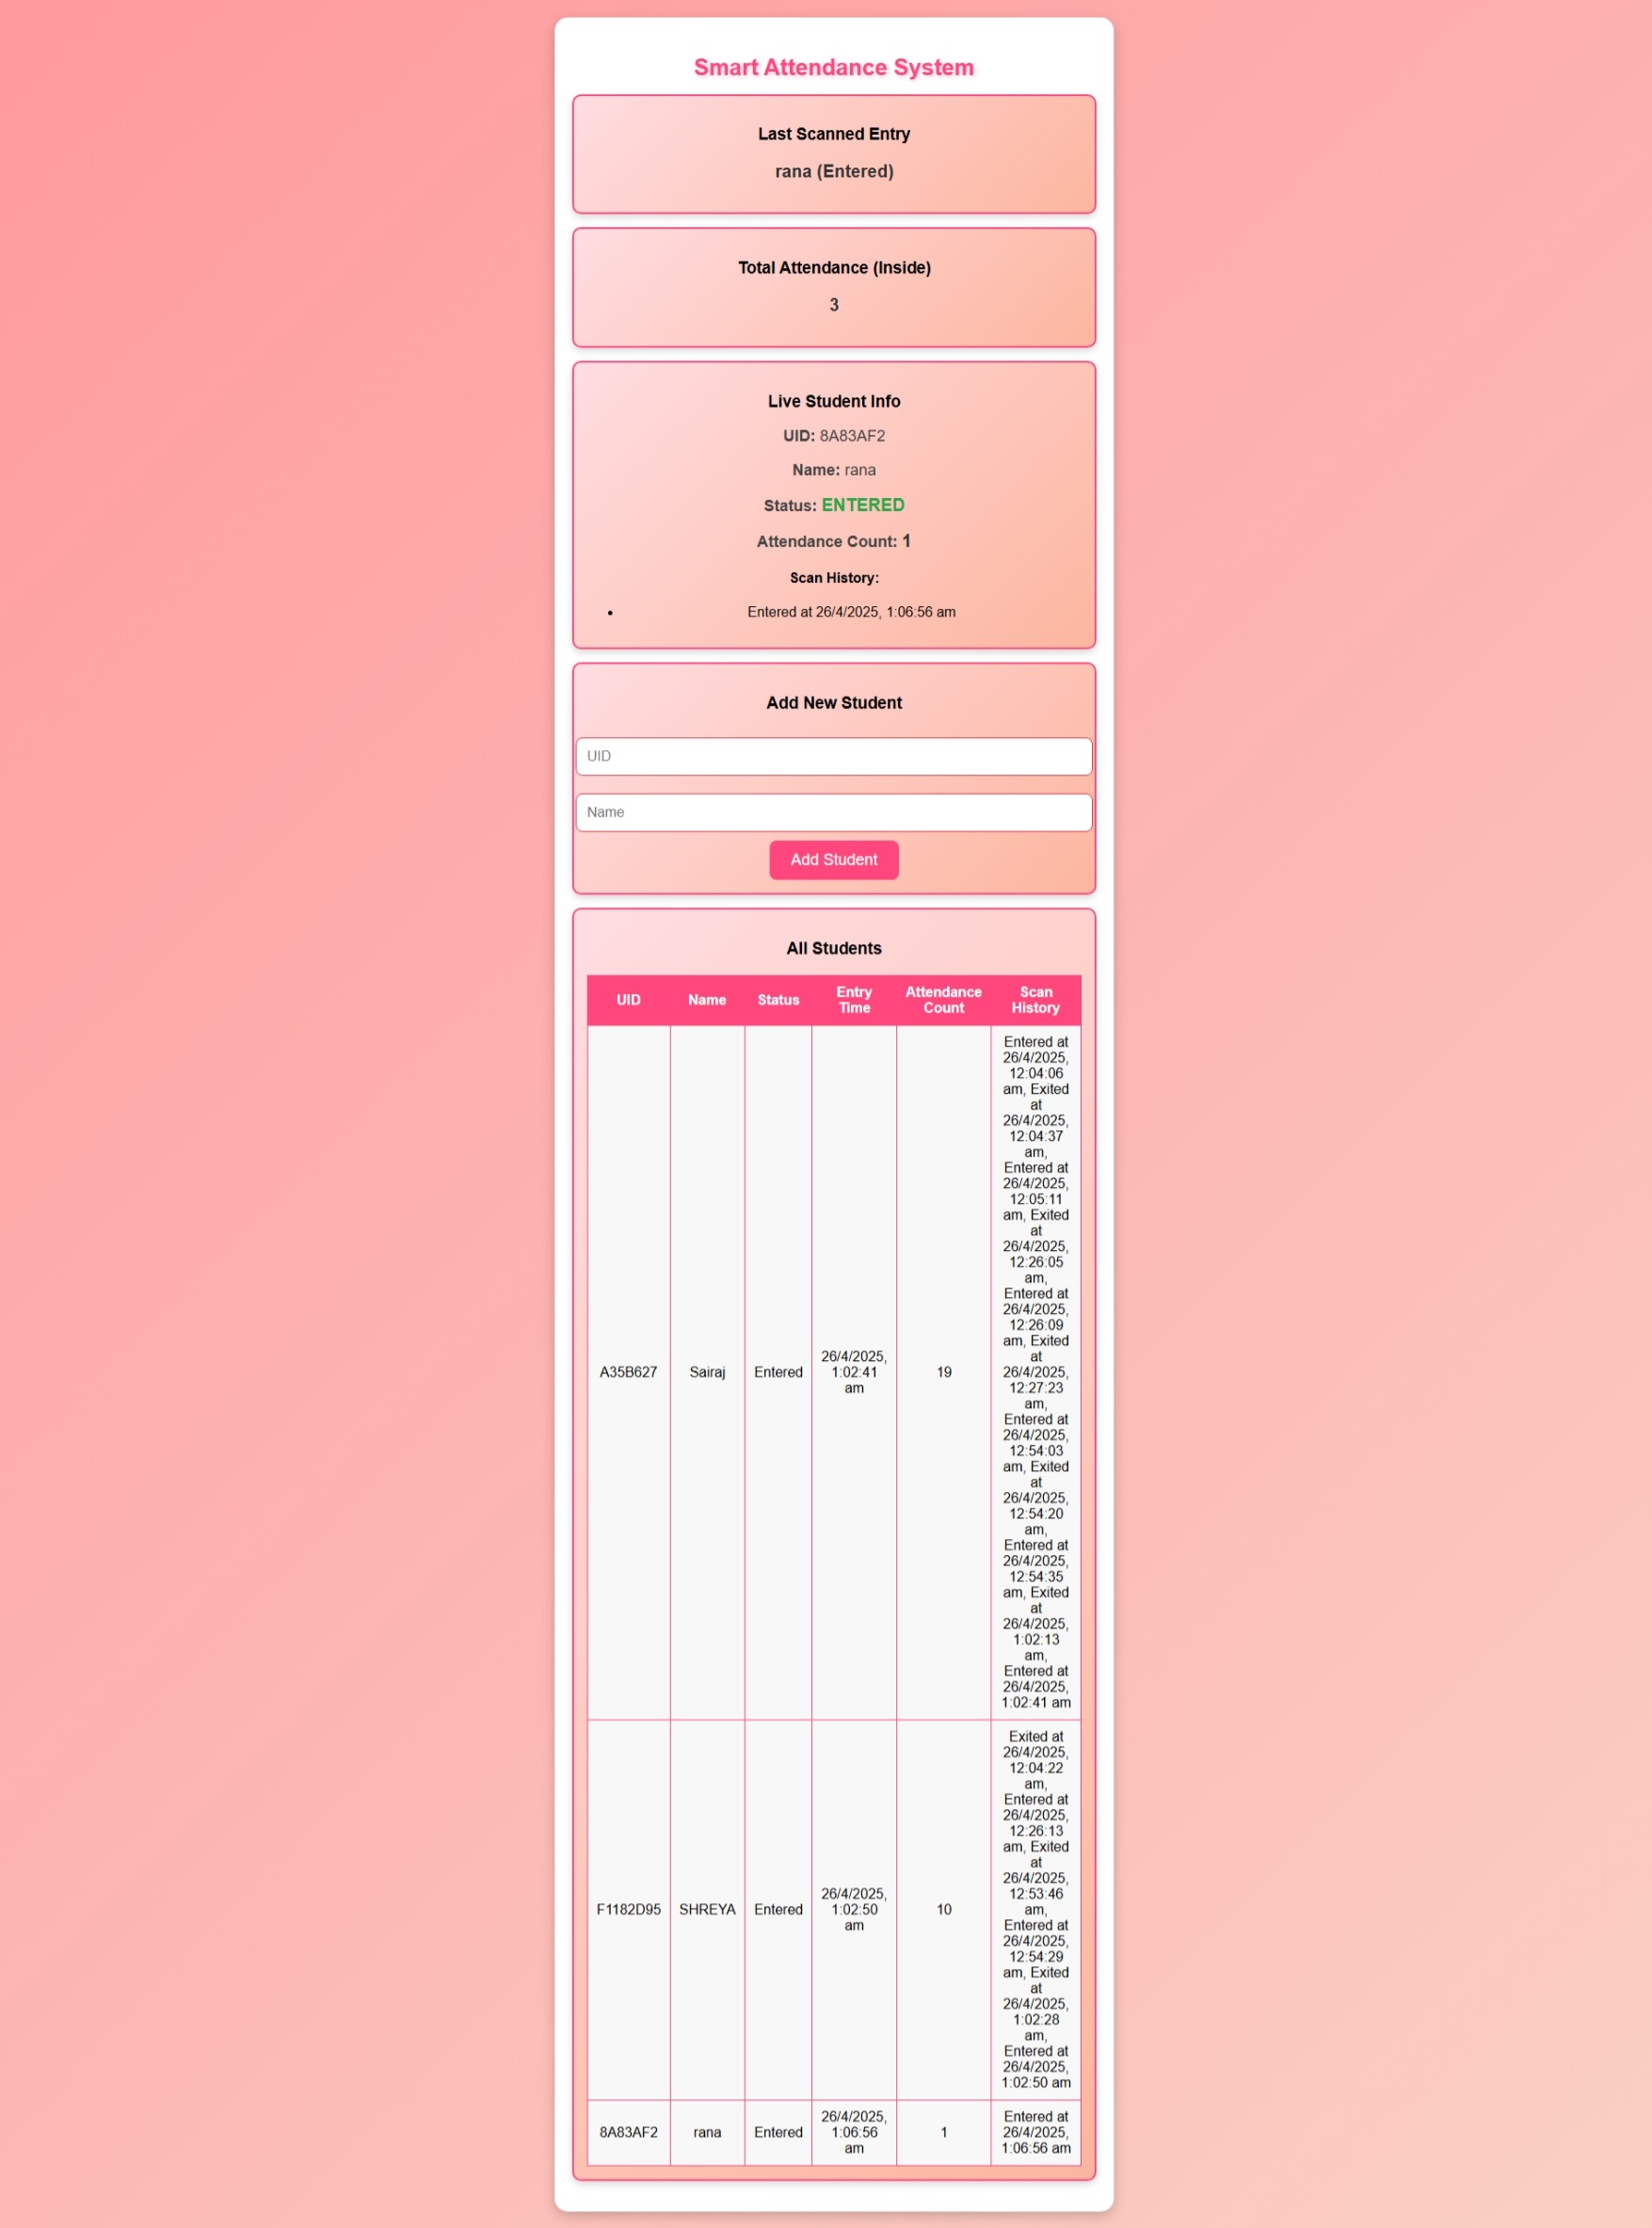 Smart Attendance System
Last Scanned Entry
rana (Entered)
Total Attendance (Inside)
3
Live Student Info
UID: 8A83AF2
Name: rana
Status: ENTERED
Attendance Count: 1
Scan History:
• Entered at 26/4/2025, 1:06:56 am
Add New Student
UID
Name
Add Student
All Students
UID
Name
Status
Entry
Time
Attendance
Count
Scan
History
A35B627
Sairaj
Entered
26/4/2025,
1:02:41
am
19
Entered at
26/4/2025,
12:04:06
am, Exited
at
26/4/2025,
12:04:37
am,
Entered at
26/4/2025,
12:05:11
am, Exited
at
26/4/2025,
12:26:05
am,
Entered at
26/4/2025,
12:26:09
am, Exited
at
26/4/2025,
12:27:23
am,
Entered at
26/4/2025,
12:54:03
am, Exited
at
26/4/2025,
12:54:20
am,
Entered at
26/4/2025,
12:54:35
am, Exited
at
26/4/2025,
1:02:13
am,
Entered at
26/4/2025,
1:02:41 am
F1182D95
SHREYA
Entered
26/4/2025,
1:02:50
am
10
Exited at
26/4/2025,
12:04:22
am,
Entered at
26/4/2025,
12:26:13
am, Exited
at
26/4/2025,
12:53:46
am,
Entered at
26/4/2025,
12:54:29
am, Exited
at
26/4/2025,
1:02:28
am,
Entered at
26/4/2025,
1:02:50 am
8A83AF2
rana
Entered
26/4/2025,
1:06:56
am
1
Entered at
26/4/2025,
1:06:56 am